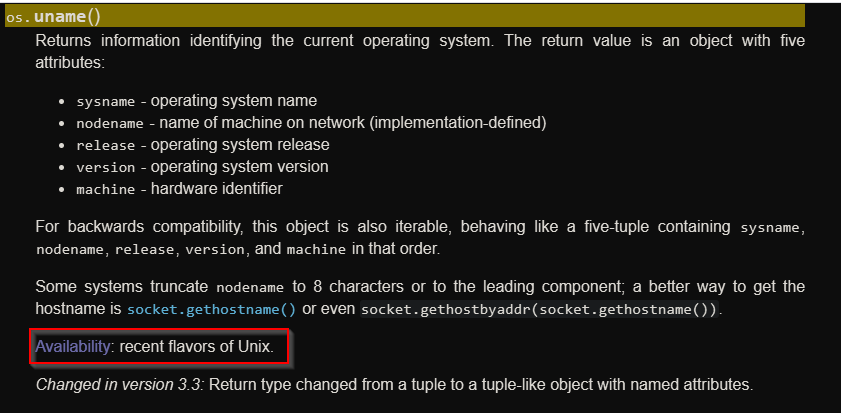 os.uname()
Returns information identifying the current operating system. The return value is an object with five
attributes:
• sysname - operating system name
• nodename - name of machine on network (implementation-defined)
• release - operating system release
• version - operating system version
• machine - hardware identifier
For backwards compatibility, this object is also iterable, behaving like a five-tuple containing sysname,
nodename, release, version, and machine in that order.
Some systems truncate nodename to 8 characters or to the leading component; a better way to get the
hostname is socket.gethostname() or even socket.gethostbyaddr(socket.gethostname()).
Availability: recent flavors of Unix.
Changed in version 3.3: Return type changed from a tuple to a tuple-like object with named attributes.